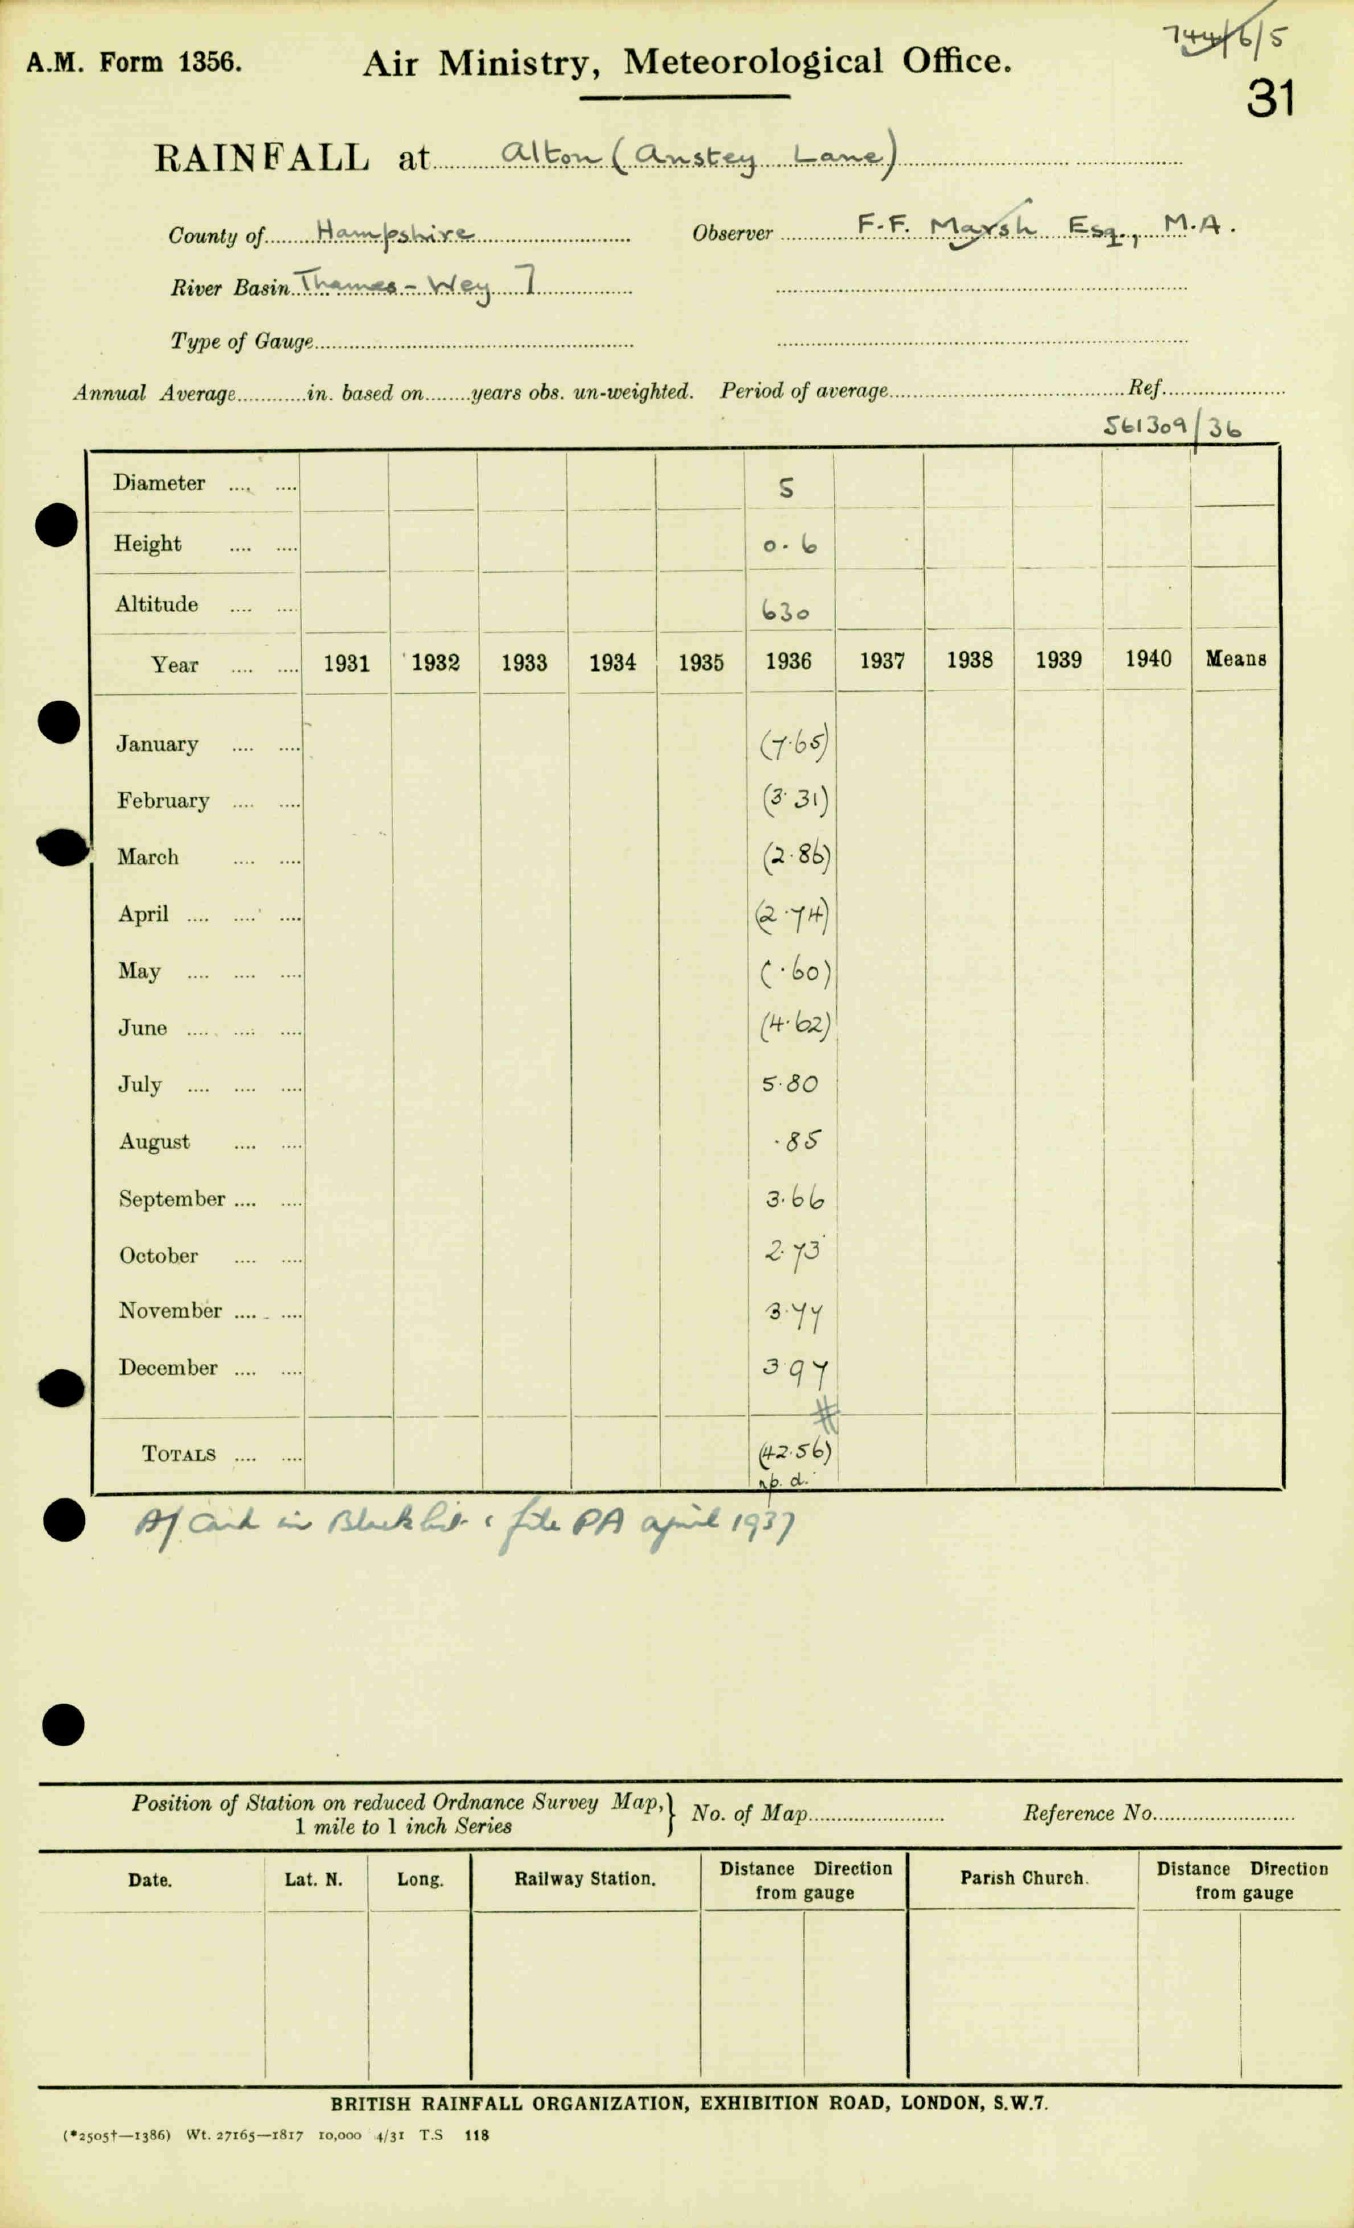 744/6/5
A.M. Form 1356. Air Ministry, Meteorological Office.
31
RAINFALL at Alton (Anstey Lane)
County of Hampshire Observer F.F. Marsh Esq., M.A.
River Basin Thames - Wey 7
Type of Gauge
Annual Average in. based on years obs. un-weighted. Period of average Ref.
561309/36
Diameter 5
Height 0.6
Altitude 630
Year 1931 1932 1933 1934 1935 1936 1937 1938 1939 1940 Means
January (7.65)
February (3.31)
March (2.86)
April (2.74)
May (.60)
June (4.62)
July 5.80
August .85
September 3.66
October 2.73
November 3.77
December 3.97
#
TOTALS (42.56)
Card in file PA April 1937
Position of Station on reduced Ordnance Survey Map, } No. of Map Reference No.
1 mile to 1 inch Series
Date. Lat. N. Long. Railway Station. Distance Direction from gauge Parish Church. Distance Direction from gauge
BRITISH RAINFALL ORGANIZATION, EXHIBITION ROAD, LONDON, S.W.7.
(*2505†—1386) Wt. 27165—1817 10,000 4/31 T.S 118